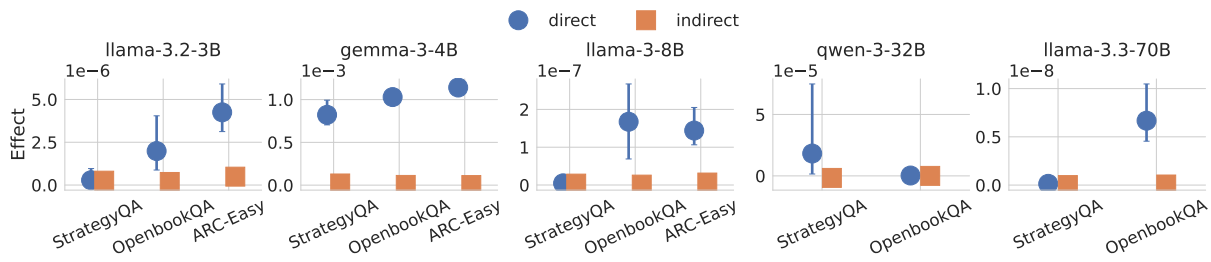 direct indirect
llama-3.2-3B gemma-3-4B llama-3-8B qwen-3-32B llama-3.3-70B
1e−6 1e−3 1e−7 1e−5 1e−8
Effect
5.0
2.5
0.0
StrategyQA OpenbookQA ARC-Easy
1.0
0.5
0.0
StrategyQA OpenbookQA ARC-Easy
2
1
0
StrategyQA OpenbookQA ARC-Easy
5
0
StrategyQA OpenbookQA
1.0
0.5
0.0
StrategyQA OpenbookQA